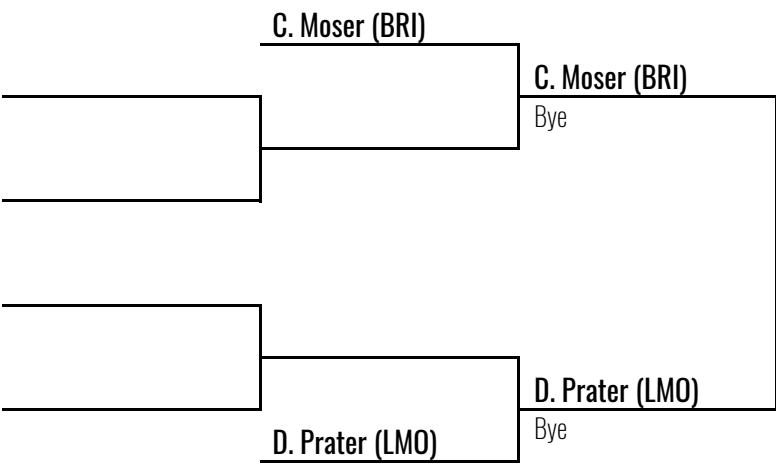 C. Moser (BRI)
C. Moser (BRI)
Bye
D. Prater (LMO)
Bye
D. Prater (LMO)